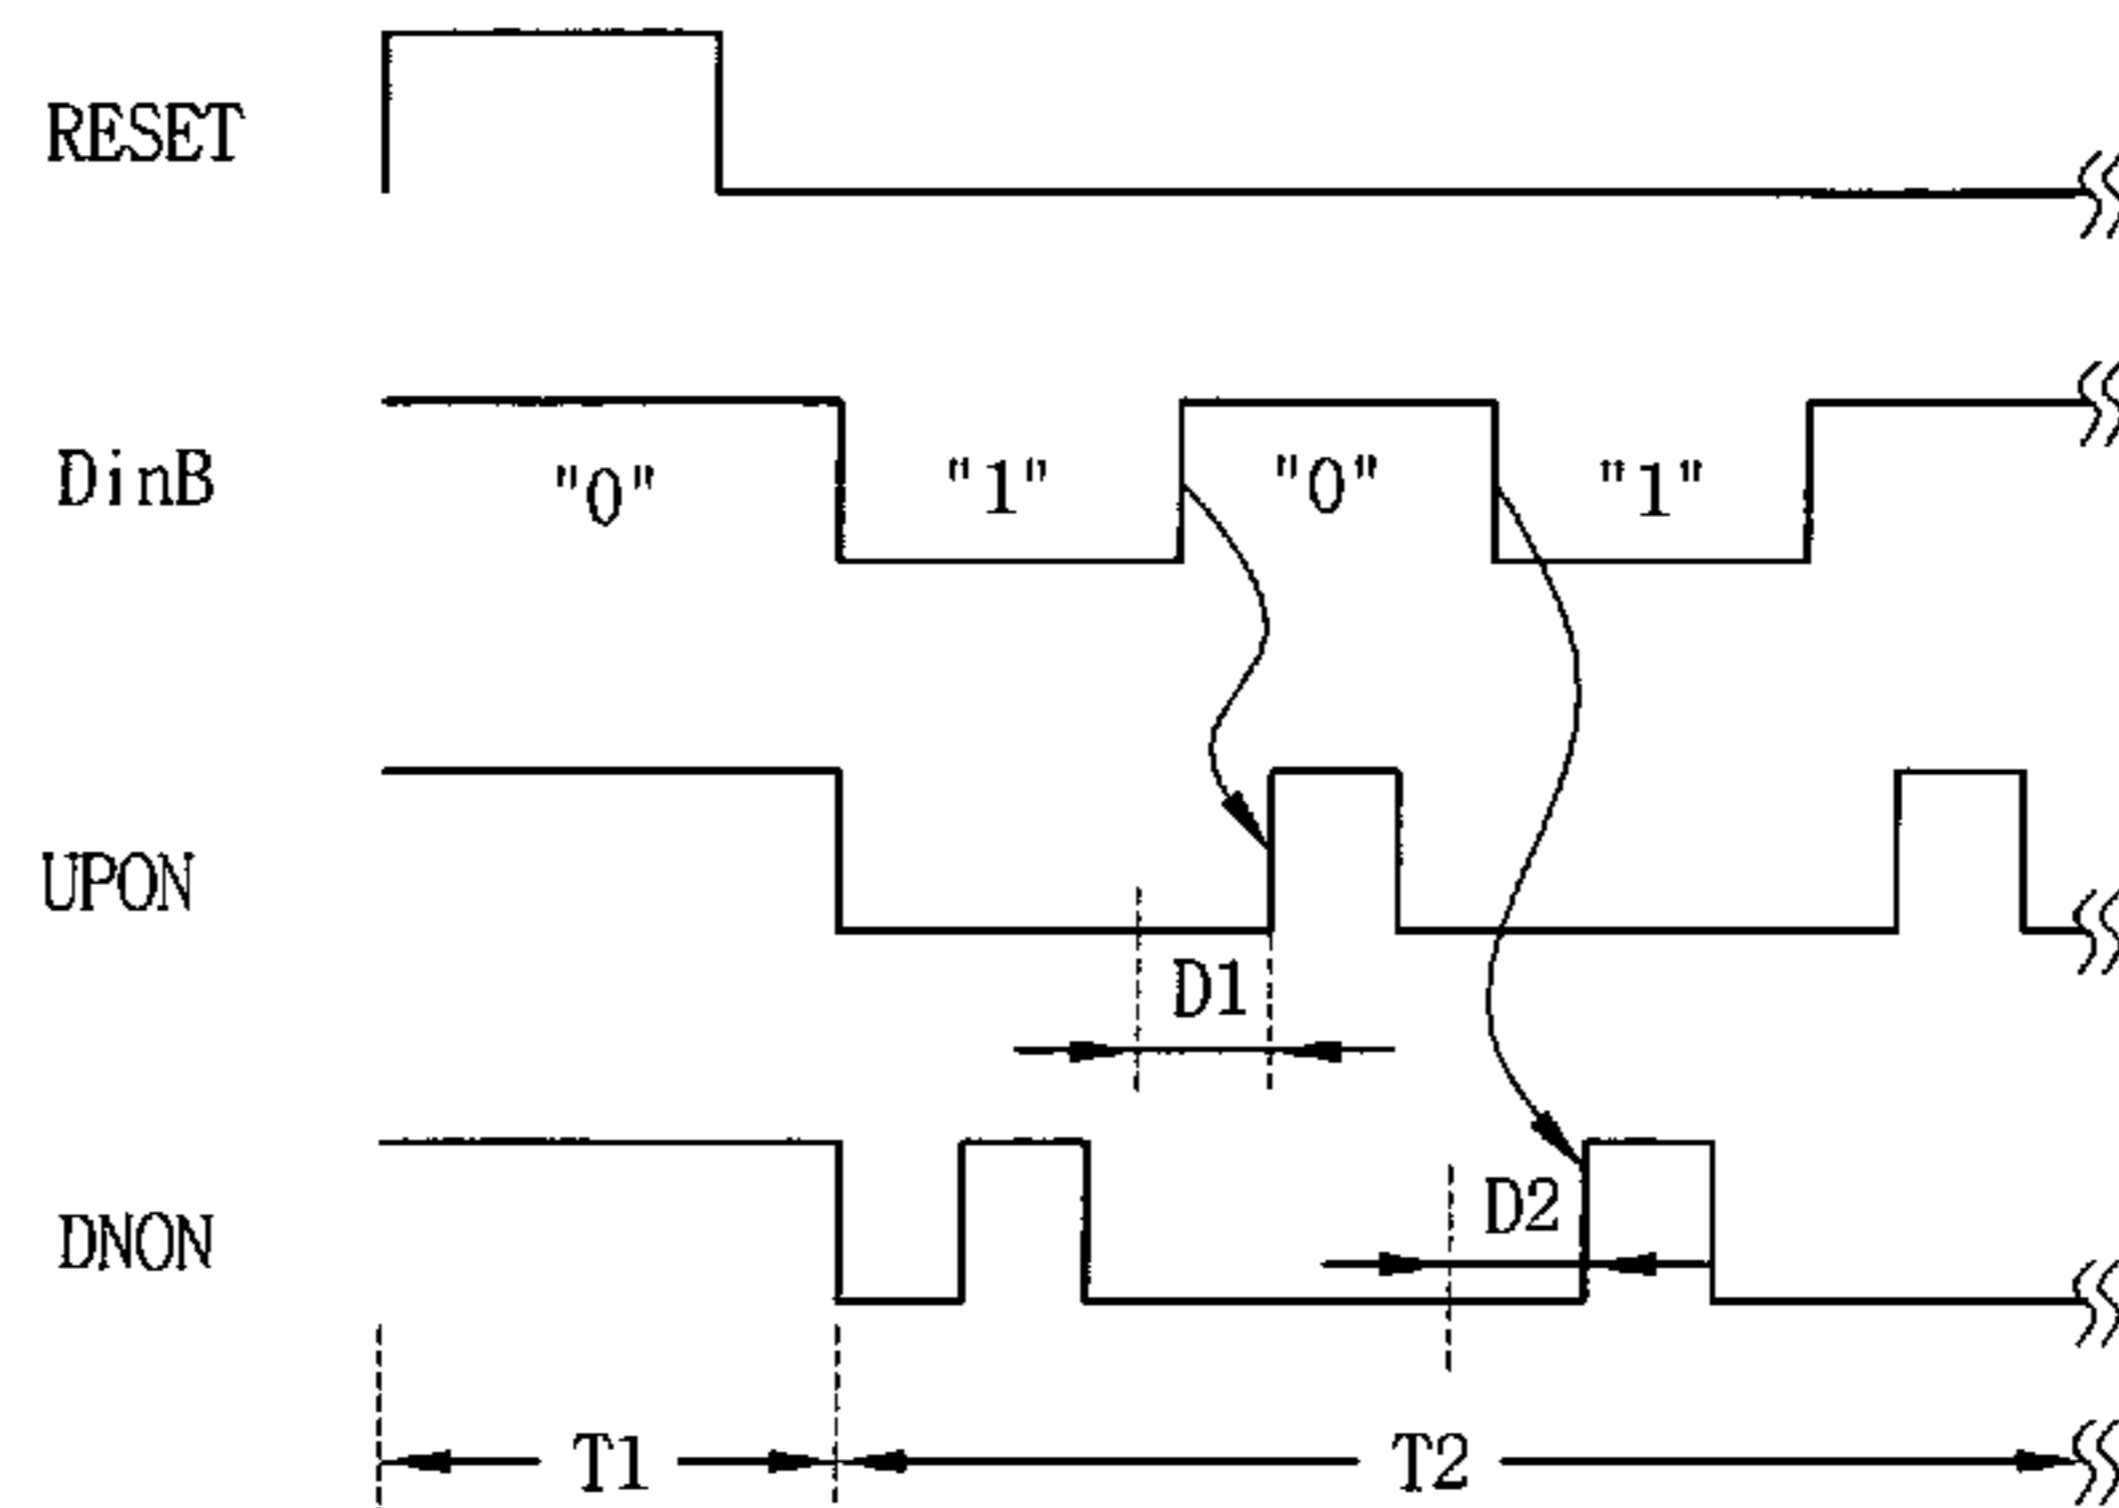 RESET
DinB
"0" "1" "0" "1"
UPON
D1
DNON
D2
T1 T2